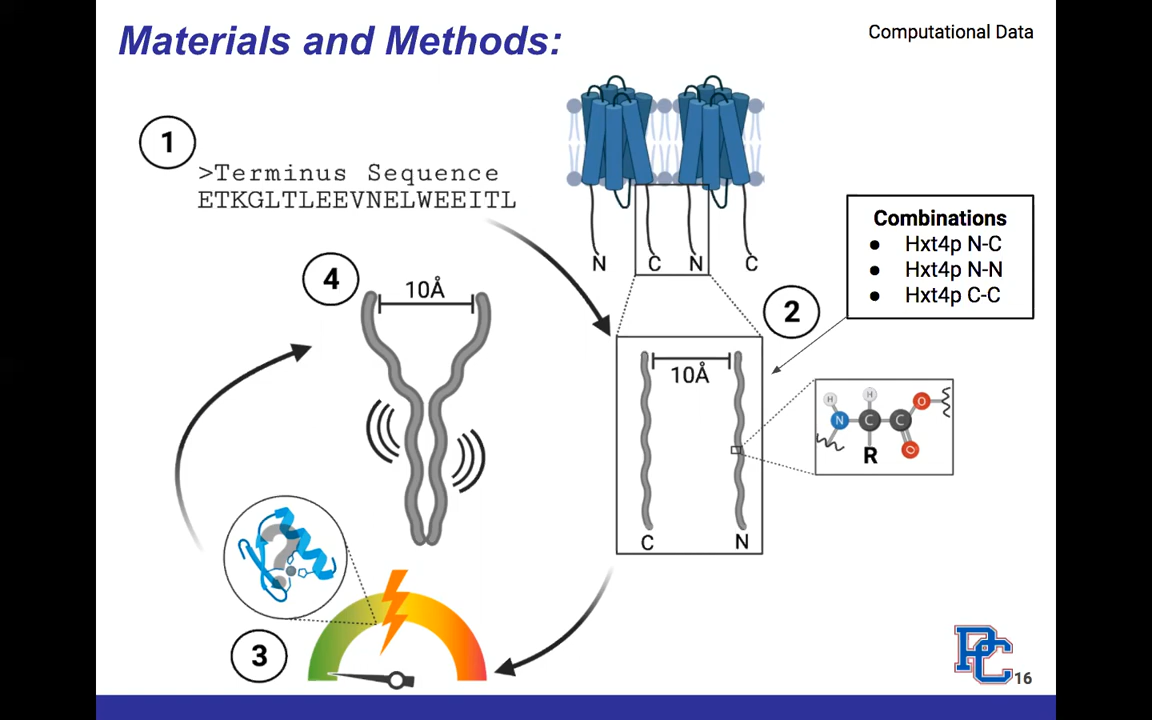 Materials and Methods:
Computational Data
1
>Terminus Sequence
ETKGLTLEEVNELWEEITL
N
C
N
C
Combinations
● Hxt4p N-C
● Hxt4p N-N
● Hxt4p C-C
4
10Å
2
10Å
H
H
O
N
C
C
R
O
C
N
?
3
PC
16